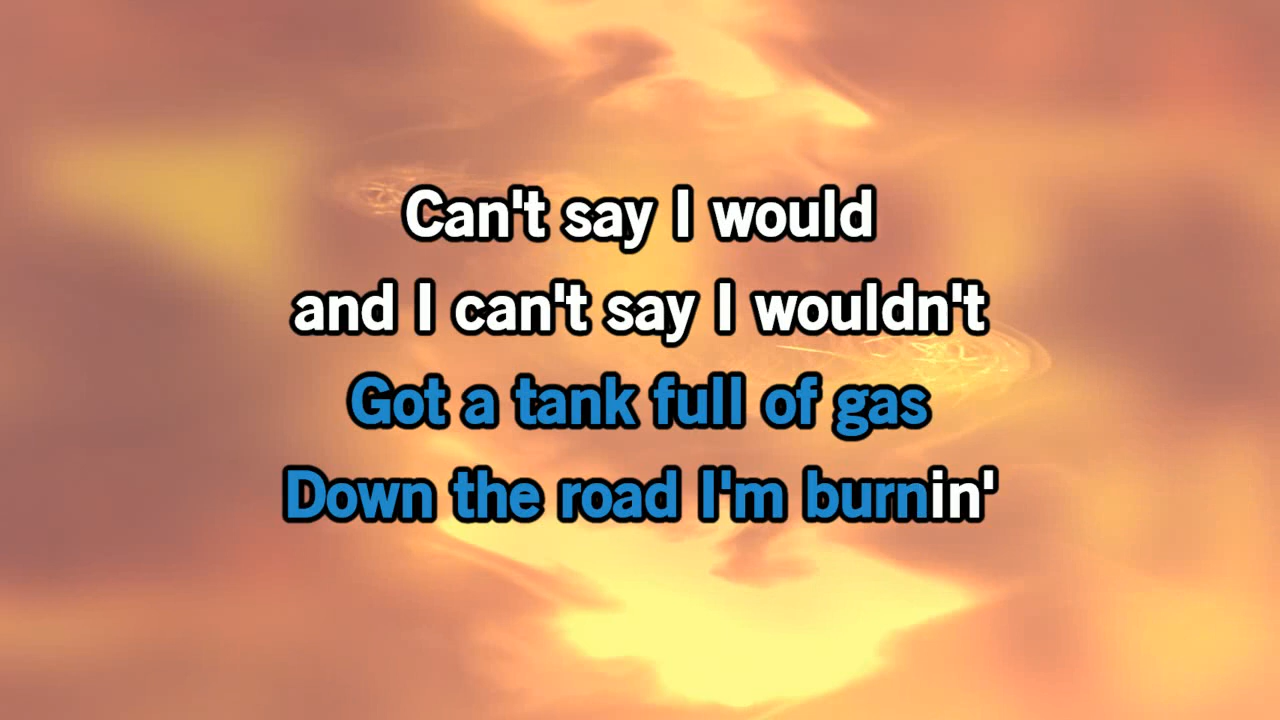 Can't say I would
and I can't say I wouldn't
Got a tank full of gas
Down the road I'm burnin'